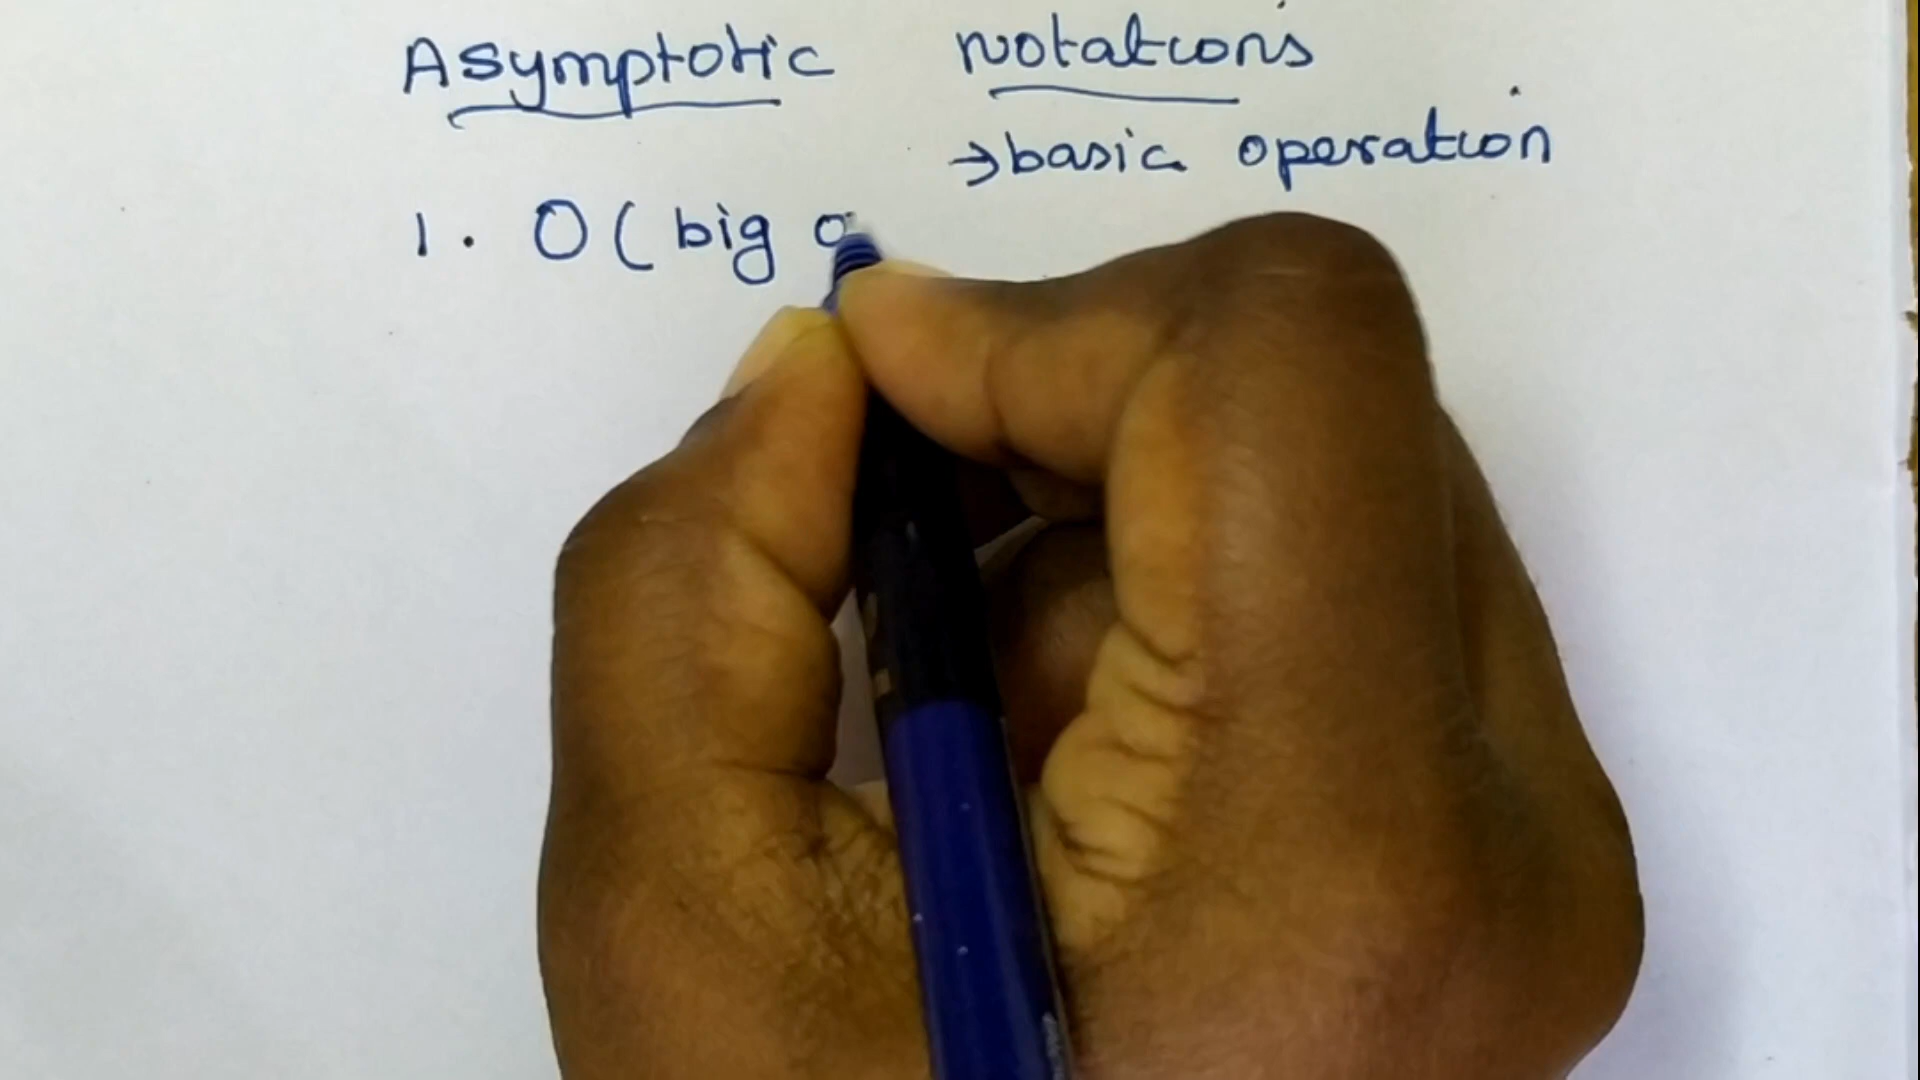 Asymptotic notations
→ basic operation
1. O ( big o